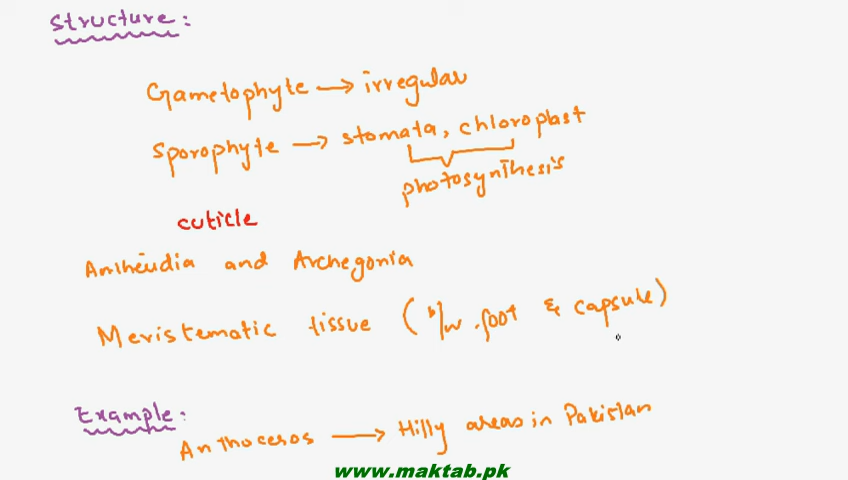 Structure:
Gametophyte → irregular
Sporophyte → stomata, chloroplast
photosynthesis
cuticle
Antheridia and Archegonia
Meristematic tissue ( b/w foot & capsule)
Example:
Anthoceros → Hilly areas in Pakistan
www.maktab.pk